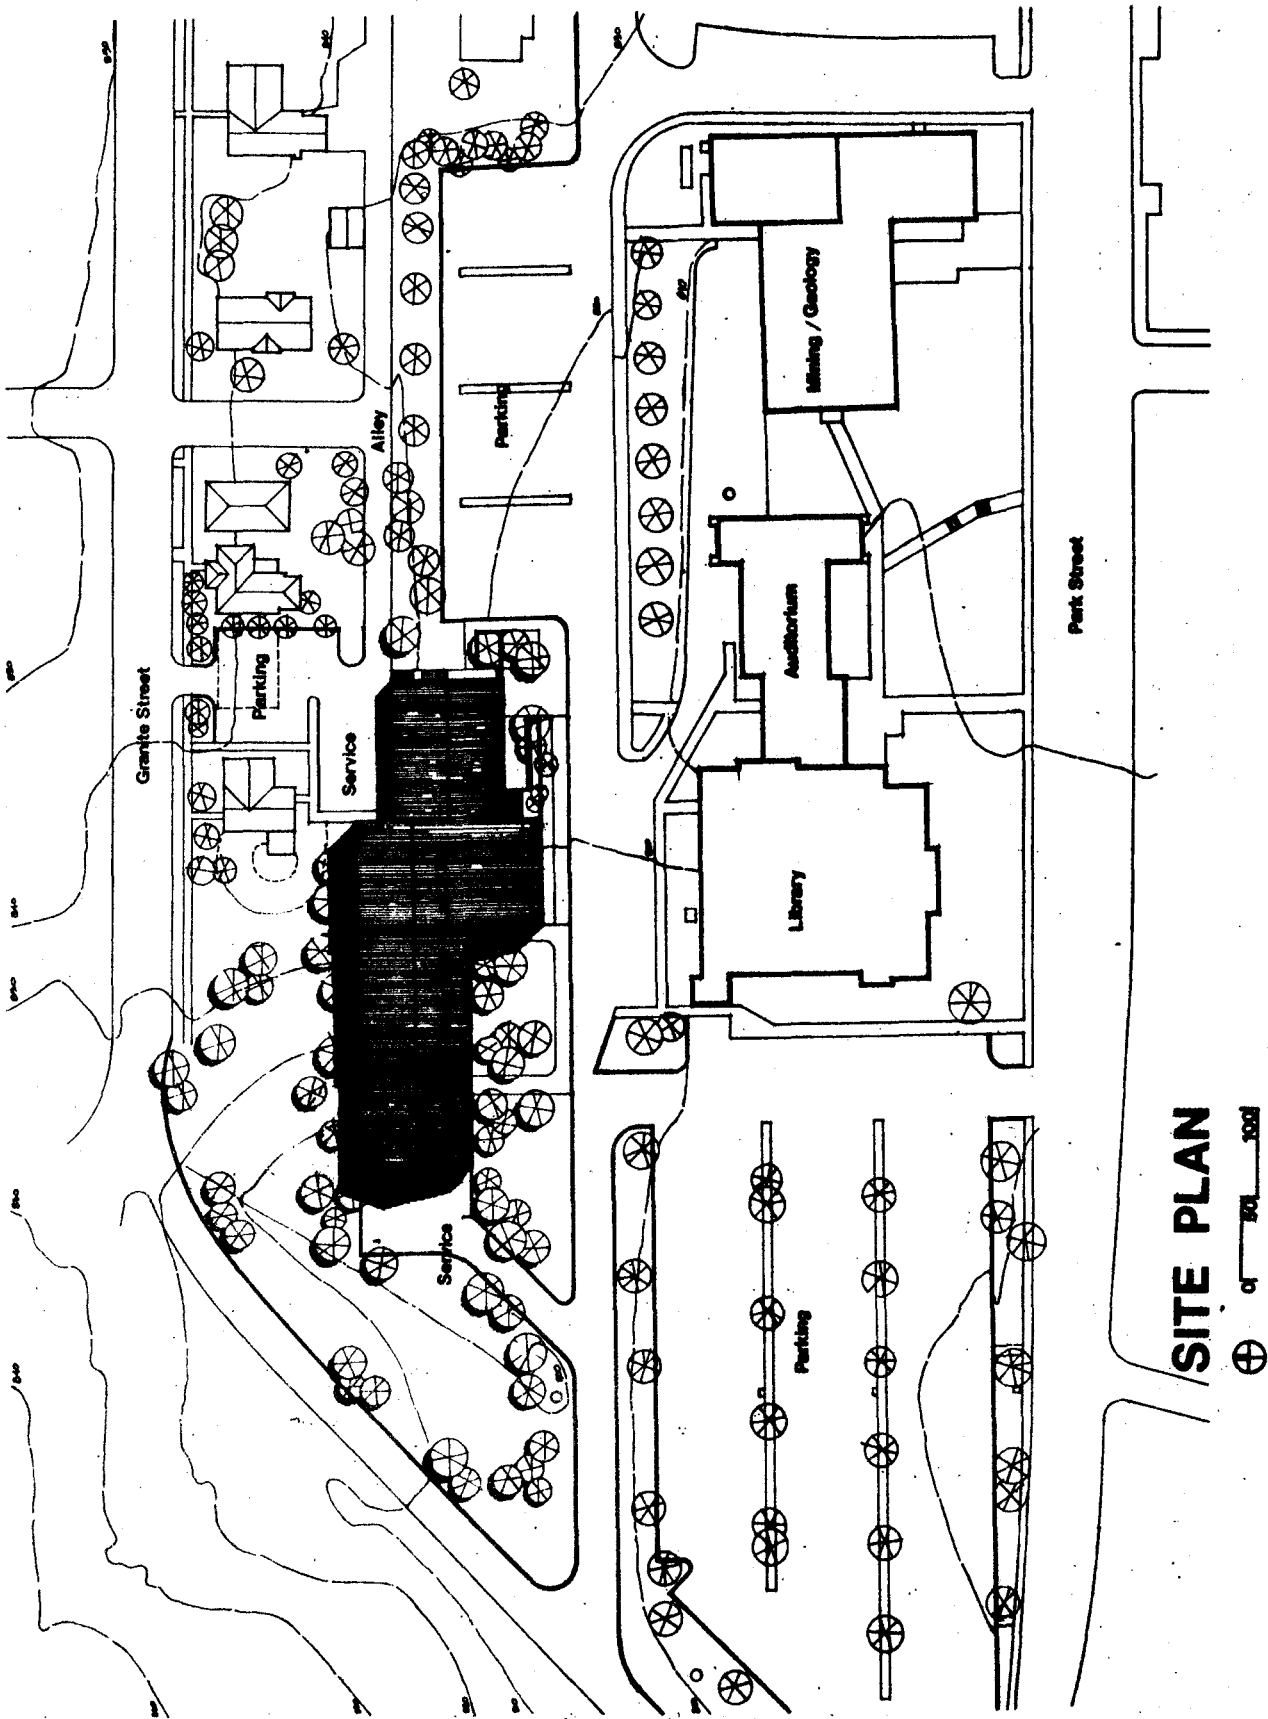 Granite Street
Parking
Service
Alley
Parking
Service
Mining / Geology
Auditorium
Library
Parking
Park Street
SITE PLAN
0 50 100